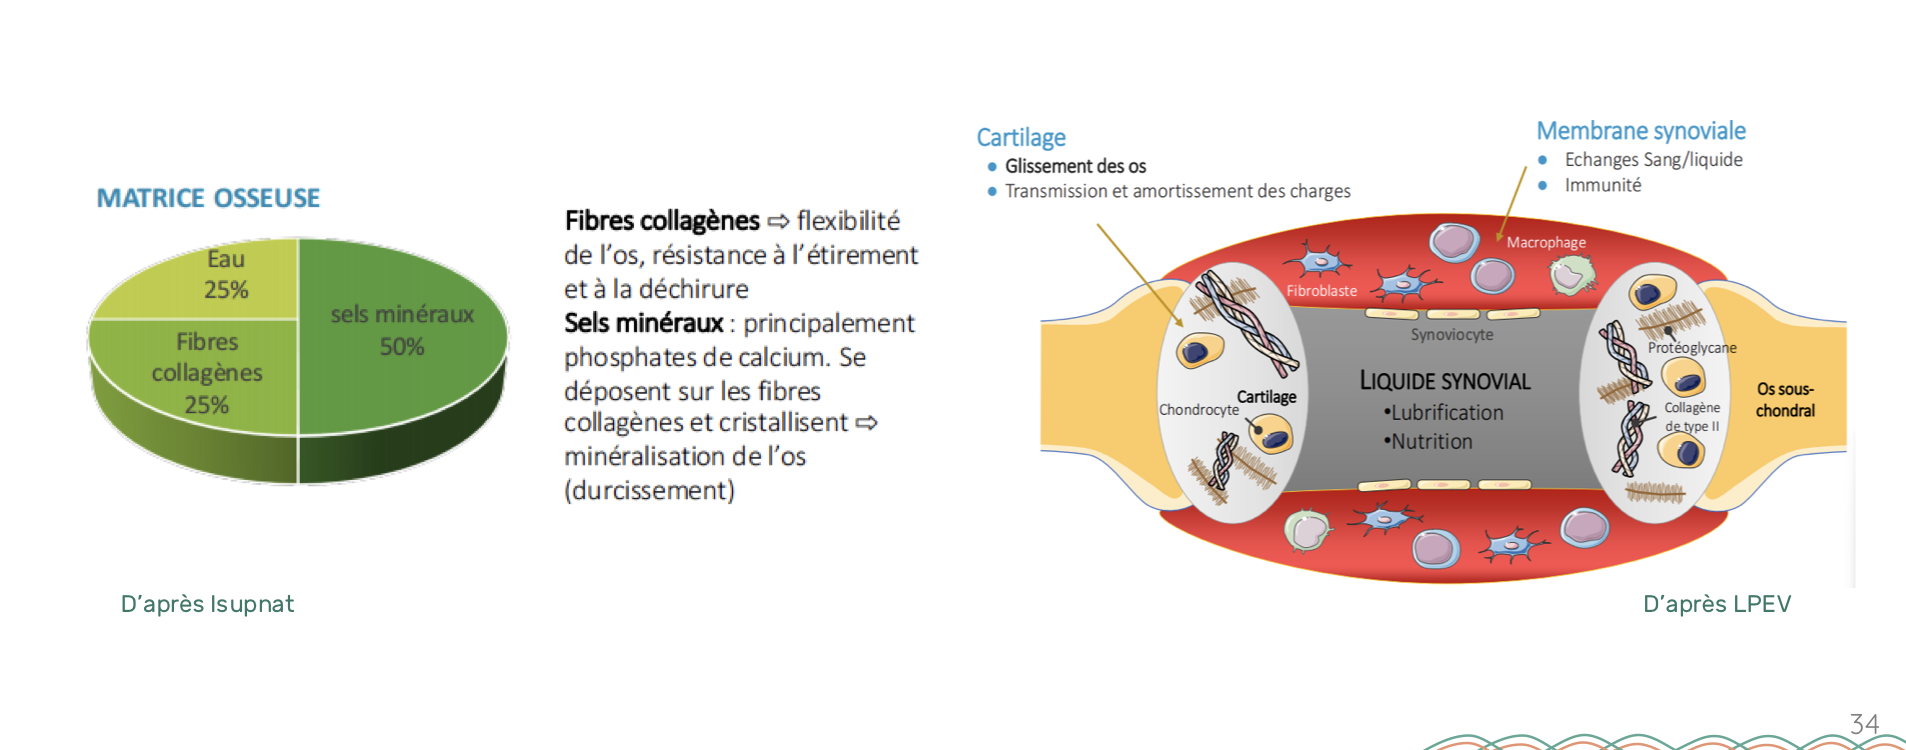 MATRICE OSSEUSE
Eau
25%
sels minéraux
50%
Fibres
collagènes
25%
D'après Isupnat
Fibres collagènes ⇨ flexibilité
de l'os, résistance à l'étirement
et à la déchirure
Sels minéraux : principalement
phosphates de calcium. Se
déposent sur les fibres
collagènes et cristallisent ⇨
minéralisation de l'os
(durcissement)
Cartilage
● Glissement des os
● Transmission et amortissement des charges
Membrane synoviale
● Echanges Sang/liquide
● Immunité
Macrophage
Fibroblaste
Synoviocyte
Protéoglycane
LIQUIDE SYNOVIAL
•Lubrification
•Nutrition
Cartilage
Chondrocyte
Collagène
de type II
Os sous-
chondral
D'après LPEV
34